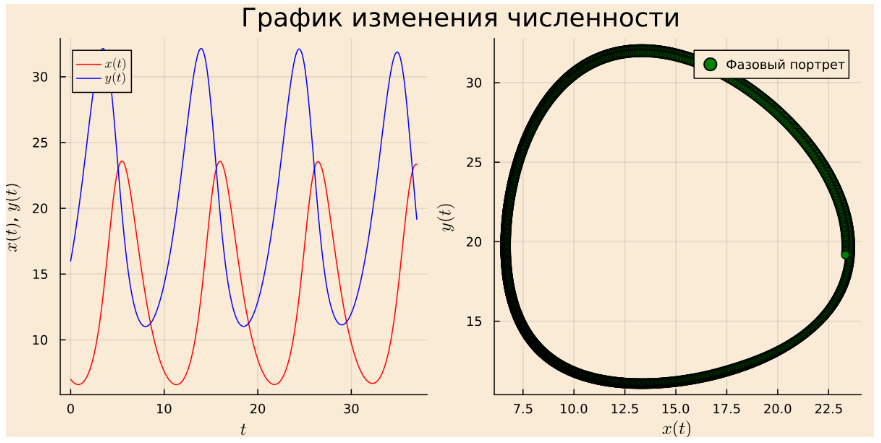 График изменения численности
x(t)
y(t)
x(t), y(t)
30
25
20
15
10
0
10
20
30
t
Фазовый портрет
y(t)
30
25
20
15
7.5
10.0
12.5
15.0
17.5
20.0
22.5
x(t)